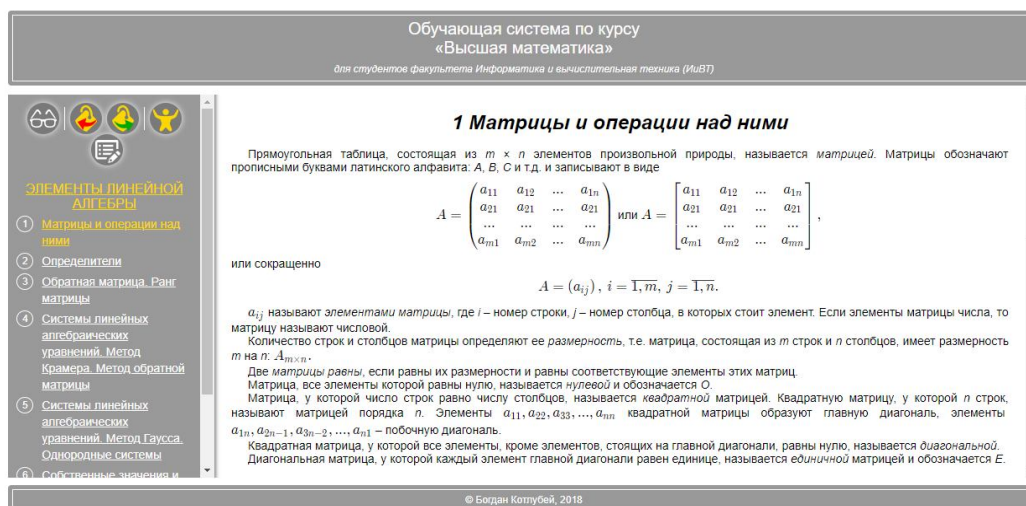 Обучающая система по курсу
«Высшая математика»
для студентов факультета Информатика и вычислительная техника (ИиВТ)
ЭЛЕМЕНТЫ ЛИНЕЙНОЙ
АЛГЕБРЫ
1 Матрицы и операции над
ними
2 Определители
3 Обратная матрица. Ранг
матрицы
4 Системы линейных
алгебраических
уравнений. Метод
Крамера. Метод обратной
матрицы
5 Системы линейных
алгебраических
уравнений. Метод Гаусса.
Однородные системы
6 Собственные значения и
1 Матрицы и операции над ними
Прямоугольная таблица, состоящая из m × n элементов произвольной природы, называется матрицей. Матрицы обозначают
прописными буквами латинского алфавита: A, B, C и т.д. и записывают в виде
A = ( a11 a12 ... a1n
a21 a21 ... a21
... ... ... ...
am1 am2 ... amn ) или A = [ a11 a12 ... a1n
a21 a21 ... a21
... ... ... ...
am1 am2 ... amn ] ,
или сокращенно
A = (aij) , i = 1, m, j = 1, n.
aij называют элементами матрицы, где i – номер строки, j – номер столбца, в которых стоит элемент. Если элементы матрицы числа, то
матрицу называют числовой.
Количество строк и столбцов матрицы определяют ее размерность, т.е. матрица, состоящая из m строк и n столбцов, имеет размерность
m на n: Am×n.
Две матрицы равны, если равны их размерности и равны соответствующие элементы этих матриц.
Матрица, все элементы которой равны нулю, называется нулевой и обозначается O.
Матрица, у которой число строк равно числу столбцов, называется квадратной матрицей. Квадратную матрицу, у которой n строк,
называют матрицей порядка n. Элементы a11, a22, a33, ..., ann квадратной матрицы образуют главную диагональ, элементы
a1n, a2n−1, a3n−2, ..., an1 – побочную диагональ.
Квадратная матрица, у которой все элементы, кроме элементов, стоящих на главной диагонали, равны нулю, называется диагональной.
Диагональная матрица, у которой каждый элемент главной диагонали равен единице, называется единичной матрицей и обозначается E.
© Богдан Котлубей, 2018